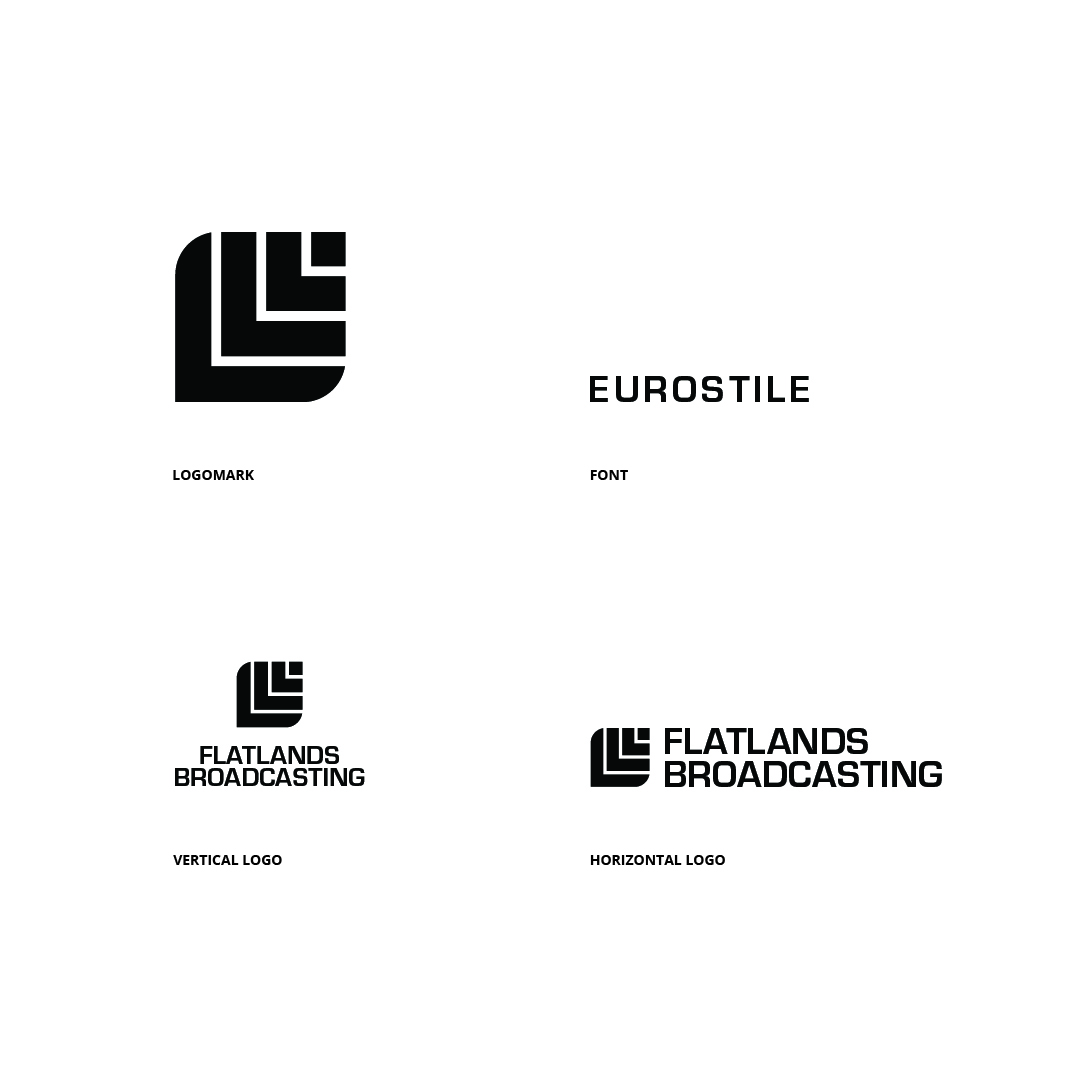 EUROSTILE
LOGOMARK
FONT
FLATLANDS
BROADCASTING
FLATLANDS
BROADCASTING
VERTICAL LOGO
HORIZONTAL LOGO